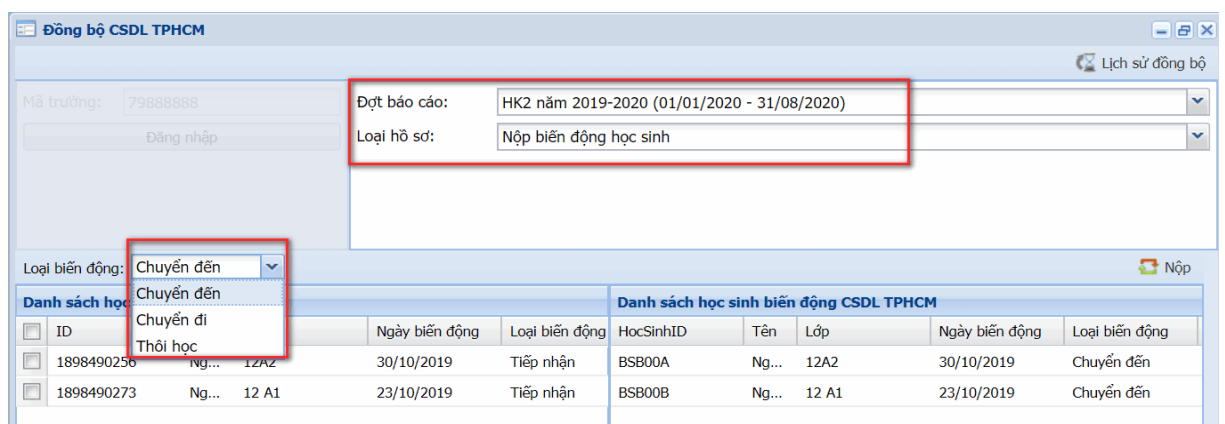 Đồng bộ CSDL TPHCM
Lịch sử đồng bộ
Mã trường: 79888888
Đăng nhập
Đợt báo cáo: HK2 năm 2019-2020 (01/01/2020 - 31/08/2020)
Loại hồ sơ: Nộp biến động học sinh
Loại biến động: Chuyển đến
Nộp
Chuyển đến
Chuyển đi
Thôi học
Danh sách học Danh sách học sinh biến động CSDL TPHCM
ID Ngày biến động Loại biến động HocSinhID Tên Lớp Ngày biến động Loại biến động
1898490256 Ng... 12A2 30/10/2019 Tiếp nhận BSB00A Ng... 12A2 30/10/2019 Chuyển đến
1898490273 Ng... 12 A1 23/10/2019 Tiếp nhận BSB00B Ng... 12 A1 23/10/2019 Chuyển đến